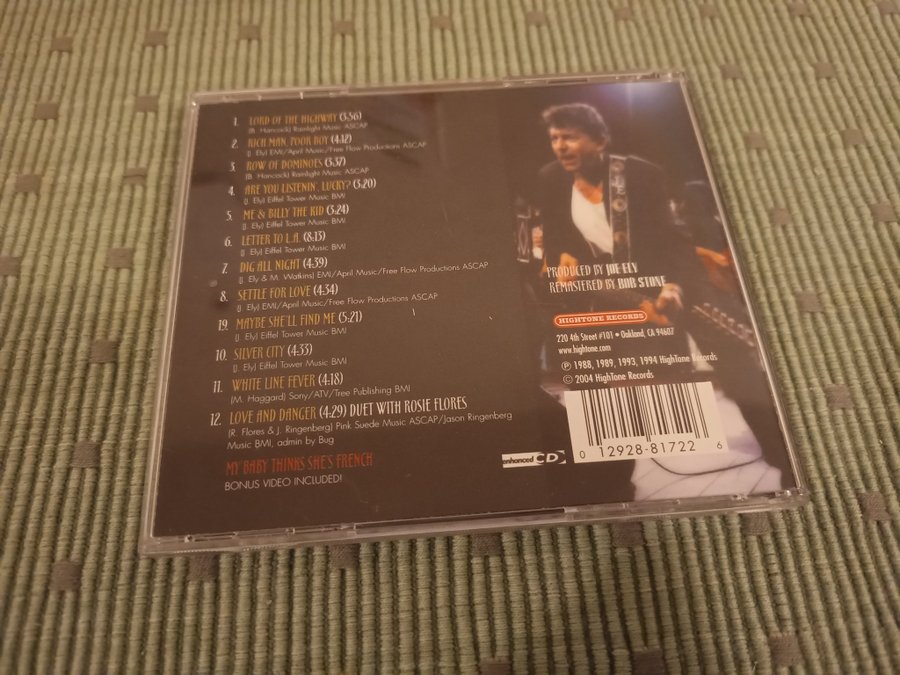 1. LORD OF THE HIGHWAY (3:56)
(B. Hancock) Rainlight Music ASCAP
2. RICH MAN, POOR BOY (4:12)
(J. Ely) EMI/April Music/Free Flow Productions ASCAP
3. ROW OF DOMINOES (3:37)
(B. Hancock) Rainlight Music ASCAP
4. ARE YOU LISTENIN', LUCKY? (3:20)
(J. Ely) Eiffel Tower Music BMI
5. ME & BILLY THE KID (3:24)
(J. Ely) Eiffel Tower Music BMI
6. LETTER TO L.A. (8:13)
(J. Ely) Eiffel Tower Music BMI
7. DIG ALL NIGHT (4:39)
(J. Ely & M. Watkins) EMI/April Music/Free Flow Productions ASCAP
8. SETTLE FOR LOVE (4:34)
(J. Ely) EMI/April Music/Free Flow Productions ASCAP
19. MAYBE SHE'LL FIND ME (5:21)
(J. Ely) Eiffel Tower Music BMI
10. SILVER CITY (4:33)
(J. Ely) Eiffel Tower Music BMI
11. WHITE LINE FEVER (4:18)
(M. Haggard) Sony/ATV/Tree Publishing BMI
12. LOVE AND DANGER (4:29) DUET WITH ROSIE FLORES
(R. Flores & J. Ringenberg) Pink Suede Music ASCAP/Jason Ringenberg
Music BMI, admin by Bug
MY BABY THINKS SHE'S FRENCH
BONUS VIDEO INCLUDED!
PRODUCED BY JOE ELY
REMASTERED BY BOB STONE
HIGHTONE RECORDS
220 4th Street #101 • Oakland, CA 94607
www.hightone.com
℗ 1988, 1989, 1993, 1994 HighTone Records
© 2004 HighTone Records
enhanced CD
0 12928-81722 6